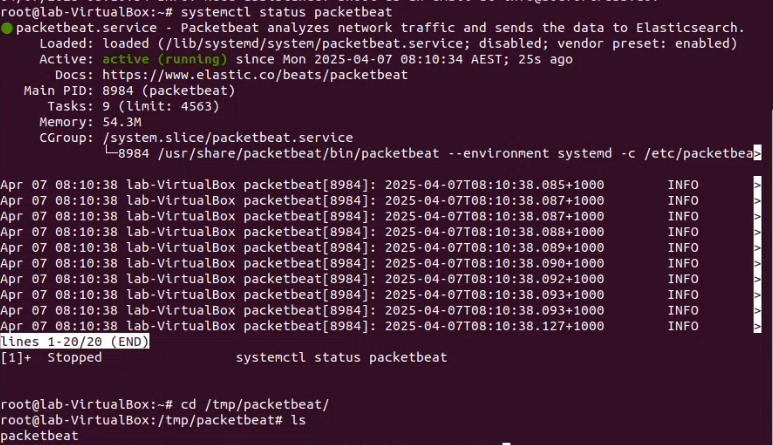 root@lab-VirtualBox:~# systemctl status packetbeat
● packetbeat.service - Packetbeat analyzes network traffic and sends the data to Elasticsearch.
     Loaded: loaded (/lib/systemd/system/packetbeat.service; disabled; vendor preset: enabled)
     Active: active (running) since Mon 2025-04-07 08:10:34 AEST; 25s ago
       Docs: https://www.elastic.co/beats/packetbeat
   Main PID: 8984 (packetbeat)
      Tasks: 9 (limit: 4563)
     Memory: 54.3M
     CGroup: /system.slice/packetbeat.service
             └─8984 /usr/share/packetbeat/bin/packetbeat --environment systemd -c /etc/packetbea>
Apr 07 08:10:38 lab-VirtualBox packetbeat[8984]: 2025-04-07T08:10:38.085+1000        INFO       >
Apr 07 08:10:38 lab-VirtualBox packetbeat[8984]: 2025-04-07T08:10:38.087+1000        INFO       >
Apr 07 08:10:38 lab-VirtualBox packetbeat[8984]: 2025-04-07T08:10:38.087+1000        INFO       >
Apr 07 08:10:38 lab-VirtualBox packetbeat[8984]: 2025-04-07T08:10:38.088+1000        INFO       >
Apr 07 08:10:38 lab-VirtualBox packetbeat[8984]: 2025-04-07T08:10:38.089+1000        INFO       >
Apr 07 08:10:38 lab-VirtualBox packetbeat[8984]: 2025-04-07T08:10:38.090+1000        INFO       >
Apr 07 08:10:38 lab-VirtualBox packetbeat[8984]: 2025-04-07T08:10:38.092+1000        INFO       >
Apr 07 08:10:38 lab-VirtualBox packetbeat[8984]: 2025-04-07T08:10:38.093+1000        INFO       >
Apr 07 08:10:38 lab-VirtualBox packetbeat[8984]: 2025-04-07T08:10:38.093+1000        INFO       >
Apr 07 08:10:38 lab-VirtualBox packetbeat[8984]: 2025-04-07T08:10:38.127+1000        INFO       >
lines 1-20/20 (END)
[1]+  Stopped                 systemctl status packetbeat
root@lab-VirtualBox:~# cd /tmp/packetbeat/
root@lab-VirtualBox:/tmp/packetbeat# ls
packetbeat